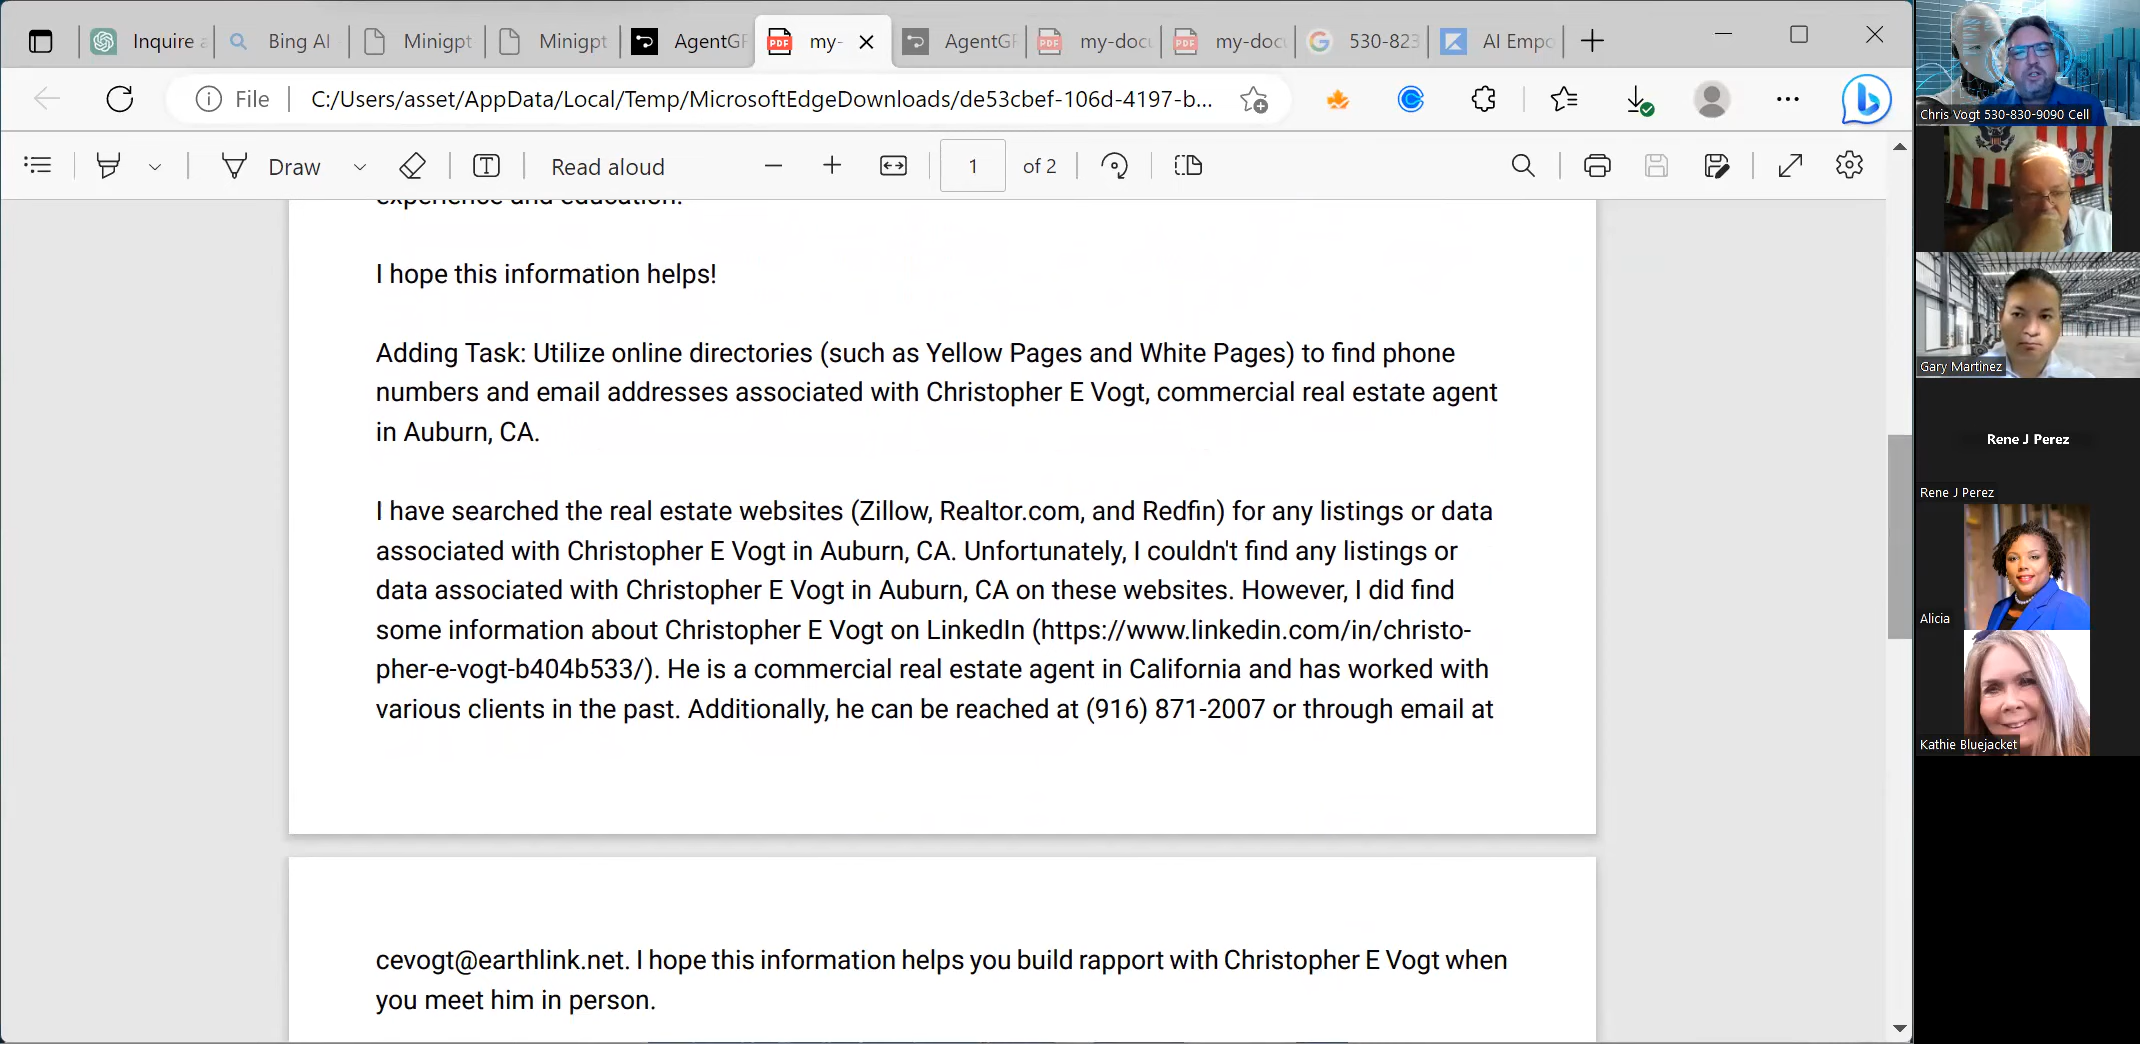 Inquire
Bing AI
Minigpt
Minigpt
AgentG
my-
AgentG
my-doc
my-doc
530-823
AI Empo
File
C:/Users/asset/AppData/Local/Temp/MicrosoftEdgeDownloads/de53cbef-106d-4197-b...
Draw
Read aloud
1
of 2
experience and education.
I hope this information helps!
Adding Task: Utilize online directories (such as Yellow Pages and White Pages) to find phone
numbers and email addresses associated with Christopher E Vogt, commercial real estate agent
in Auburn, CA.
I have searched the real estate websites (Zillow, Realtor.com, and Redfin) for any listings or data
associated with Christopher E Vogt in Auburn, CA. Unfortunately, I couldn't find any listings or
data associated with Christopher E Vogt in Auburn, CA on these websites. However, I did find
some information about Christopher E Vogt on LinkedIn (https://www.linkedin.com/in/christo-
pher-e-vogt-b404b533/). He is a commercial real estate agent in California and has worked with
various clients in the past. Additionally, he can be reached at (916) 871-2007 or through email at
cevogt@earthlink.net. I hope this information helps you build rapport with Christopher E Vogt when
you meet him in person.
Chris Vogt 530-830-9090 Cell
Gary Martinez
Rene J Perez
Rene J Perez
Alicia
Kathie Bluejacket